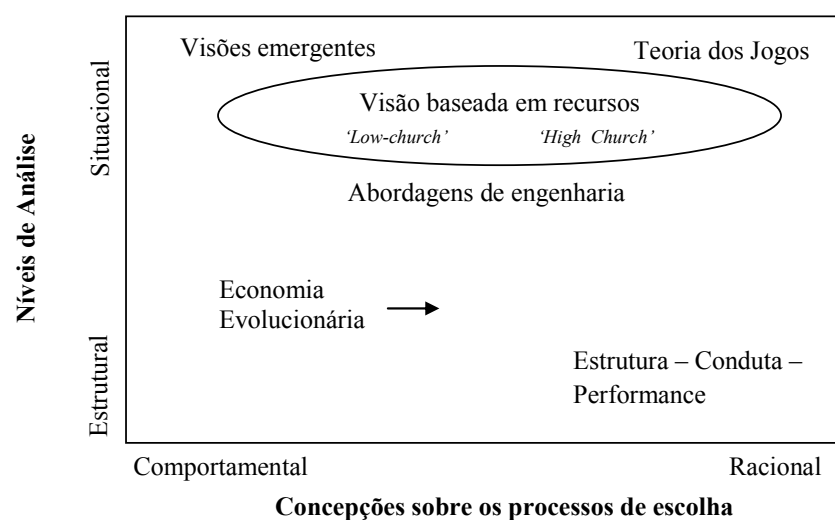 Visões emergentes
Teoria dos Jogos
Visão baseada em recursos
‘Low-church’
‘High Church’
Abordagens de engenharia
Economia
Evolucionária
Estrutura – Conduta –
Performance
Níveis de Análise
Situacional
Estrutural
Comportamental
Racional
Concepções sobre os processos de escolha